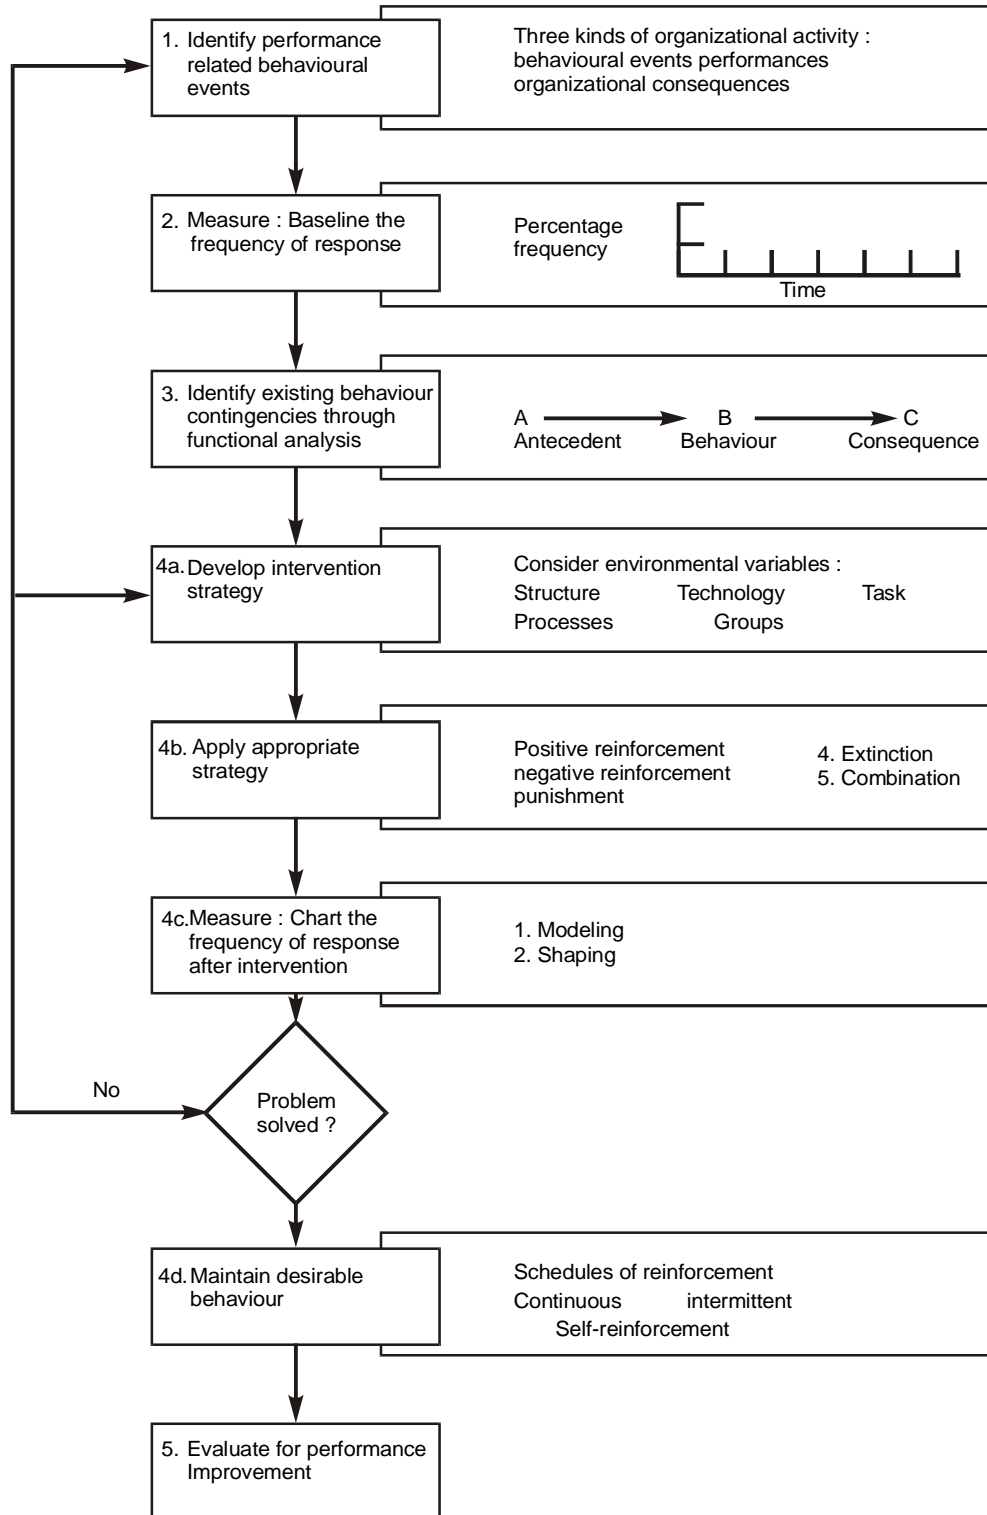 1. Identify performance
related behavioural
events
Three kinds of organizational activity :
behavioural events performances
organizational consequences
2. Measure : Baseline the
frequency of response
Percentage
frequency
Time
3. Identify existing behaviour
contingencies through
functional analysis
A B C
Antecedent Behaviour Consequence
4a. Develop intervention
strategy
Consider environmental variables :
Structure Technology Task
Processes Groups
4b. Apply appropriate
strategy
Positive reinforcement
negative reinforcement
punishment
4. Extinction
5. Combination
4c. Measure : Chart the
frequency of response
after intervention
1. Modeling
2. Shaping
No
Problem
solved ?
4d. Maintain desirable
behaviour
Schedules of reinforcement
Continuous intermittent
Self-reinforcement
5. Evaluate for performance
Improvement